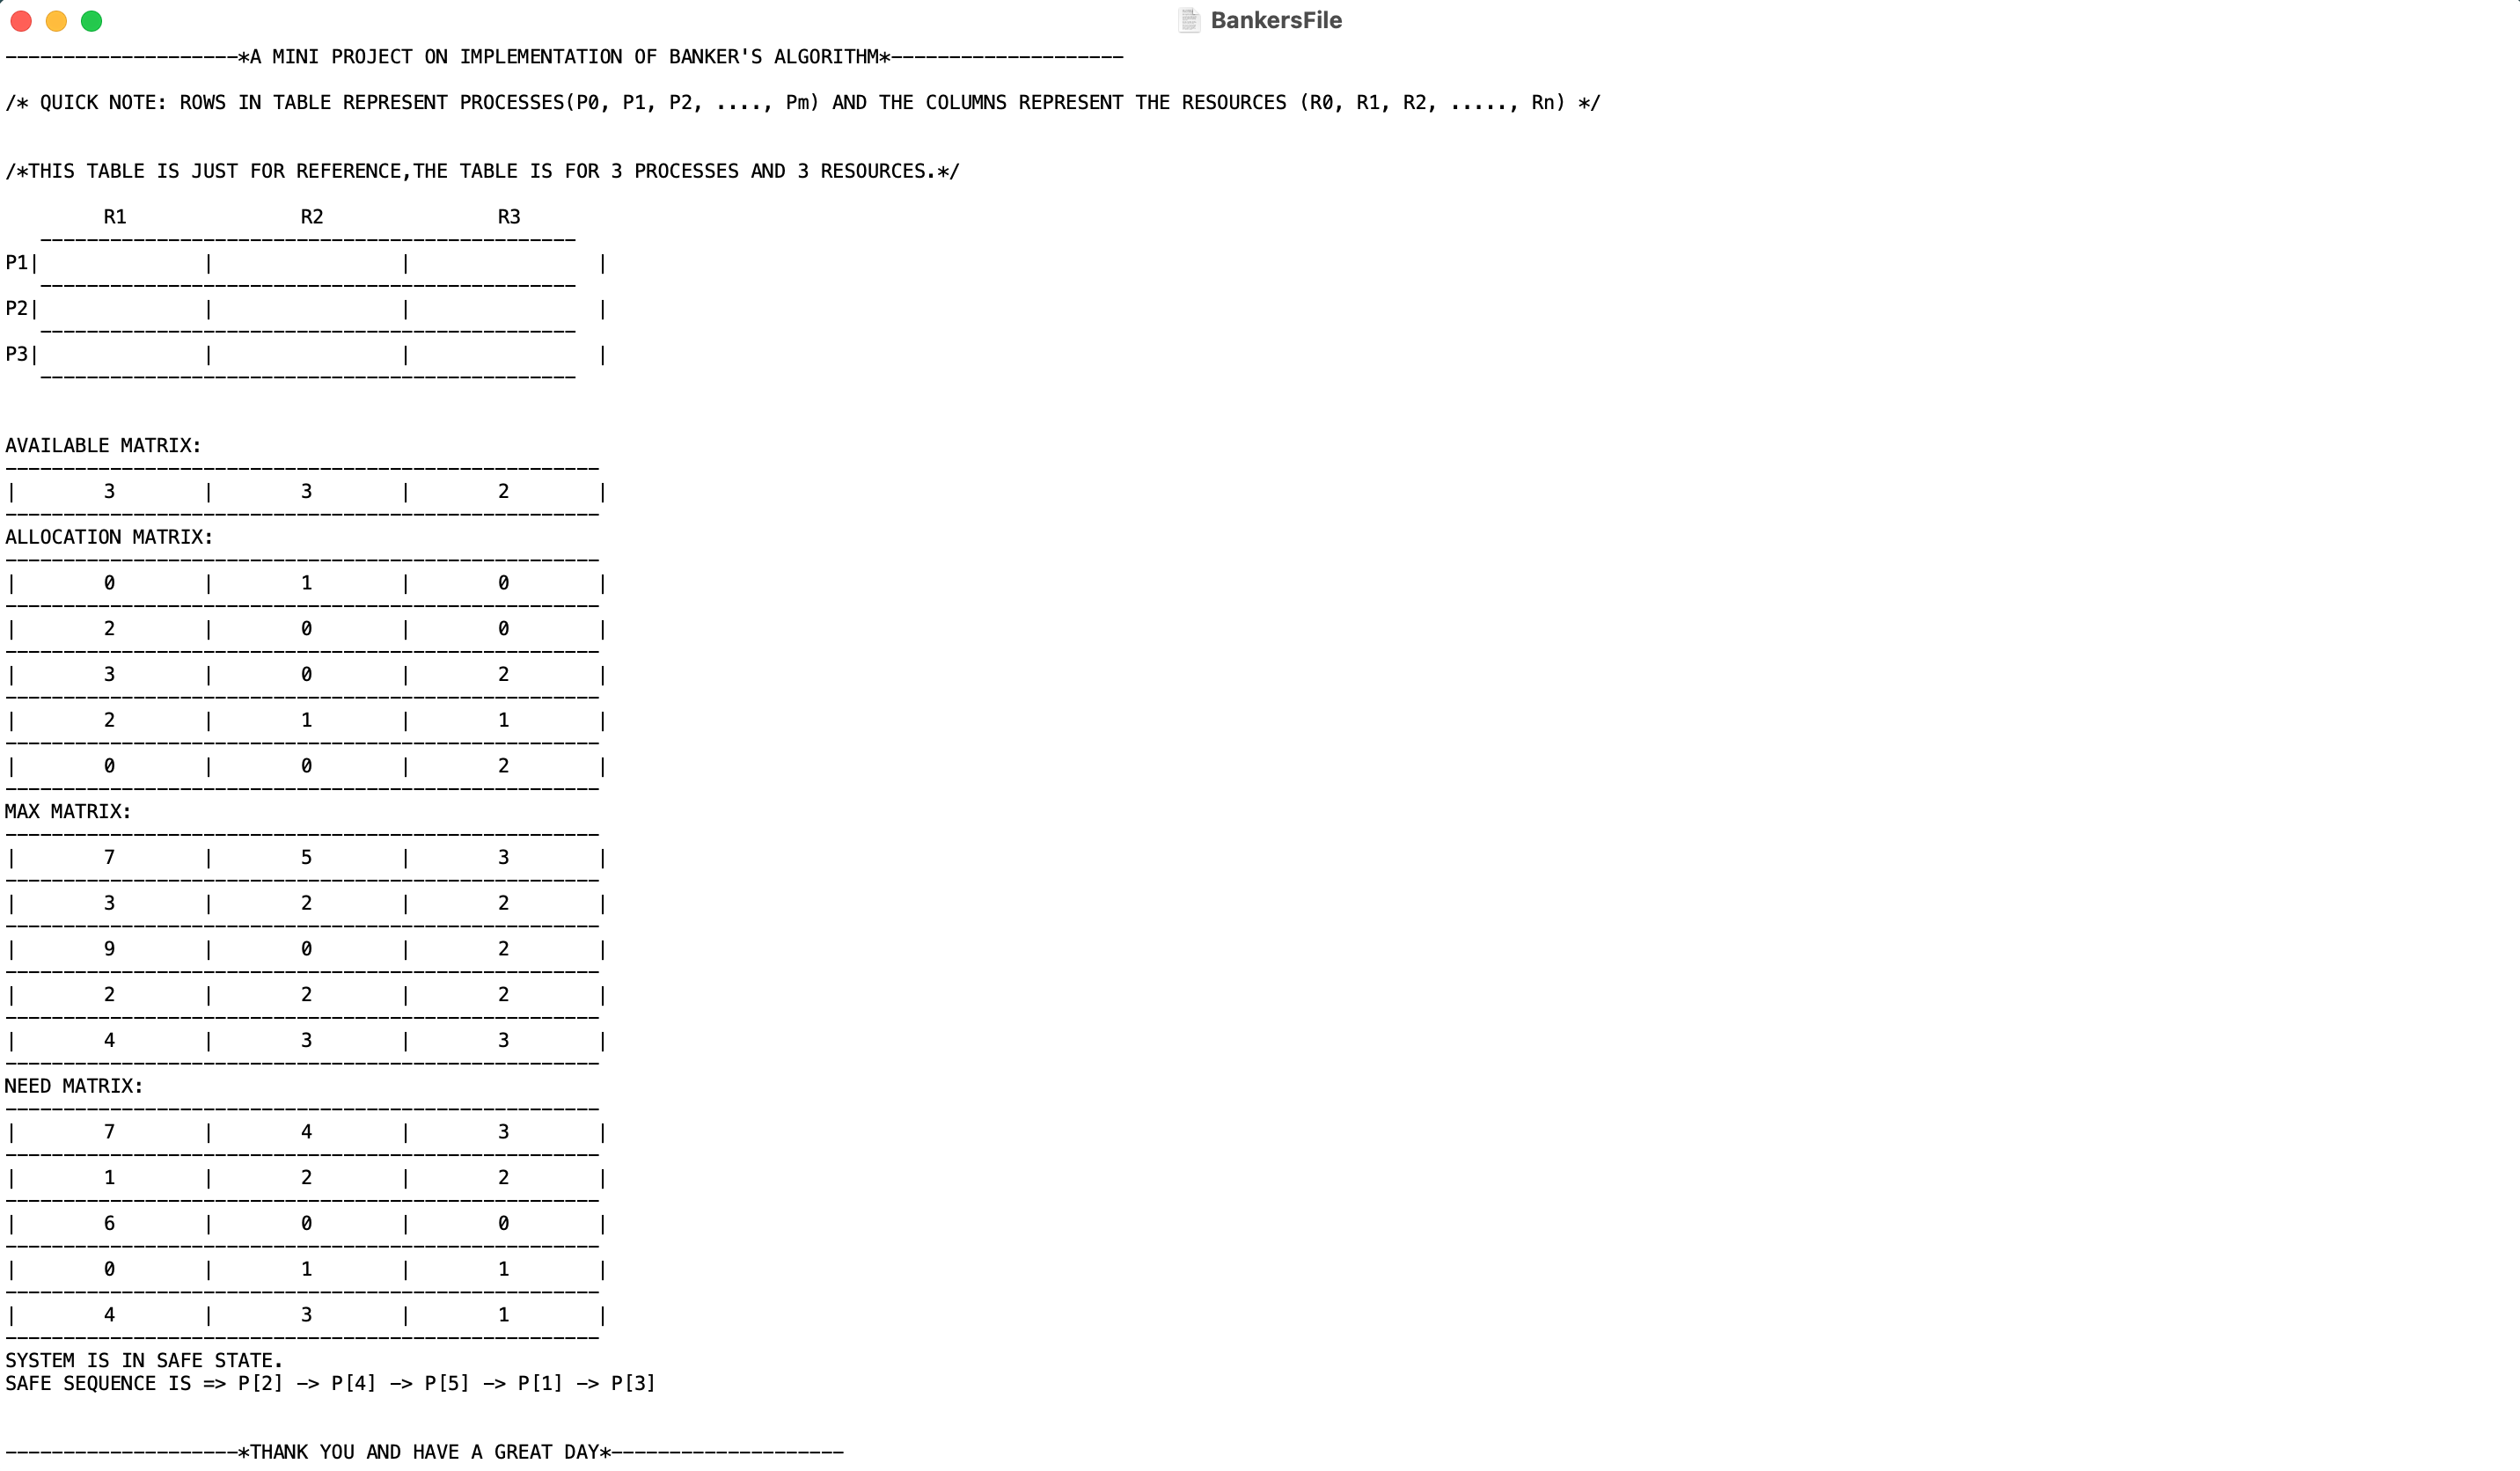 BankersFile
--------------------*A MINI PROJECT ON IMPLEMENTATION OF BANKER'S ALGORITHM*--------------------
/* QUICK NOTE: ROWS IN TABLE REPRESENT PROCESSES(P0, P1, P2, ...., Pm) AND THE COLUMNS REPRESENT THE RESOURCES (R0, R1, R2, ....., Rn) */
/*THIS TABLE IS JUST FOR REFERENCE,THE TABLE IS FOR 3 PROCESSES AND 3 RESOURCES.*/
R1 R2 R3
P1| | | |
P2| | | |
P3| | | |
AVAILABLE MATRIX:
| 3 | 3 | 2 |
ALLOCATION MATRIX:
| 0 | 1 | 0 |
| 2 | 0 | 0 |
| 3 | 0 | 2 |
| 2 | 1 | 1 |
| 0 | 0 | 2 |
MAX MATRIX:
| 7 | 5 | 3 |
| 3 | 2 | 2 |
| 9 | 0 | 2 |
| 2 | 2 | 2 |
| 4 | 3 | 3 |
NEED MATRIX:
| 7 | 4 | 3 |
| 1 | 2 | 2 |
| 6 | 0 | 0 |
| 0 | 1 | 1 |
| 4 | 3 | 1 |
SYSTEM IS IN SAFE STATE.
SAFE SEQUENCE IS => P[2] -> P[4] -> P[5] -> P[1] -> P[3]
--------------------*THANK YOU AND HAVE A GREAT DAY*--------------------